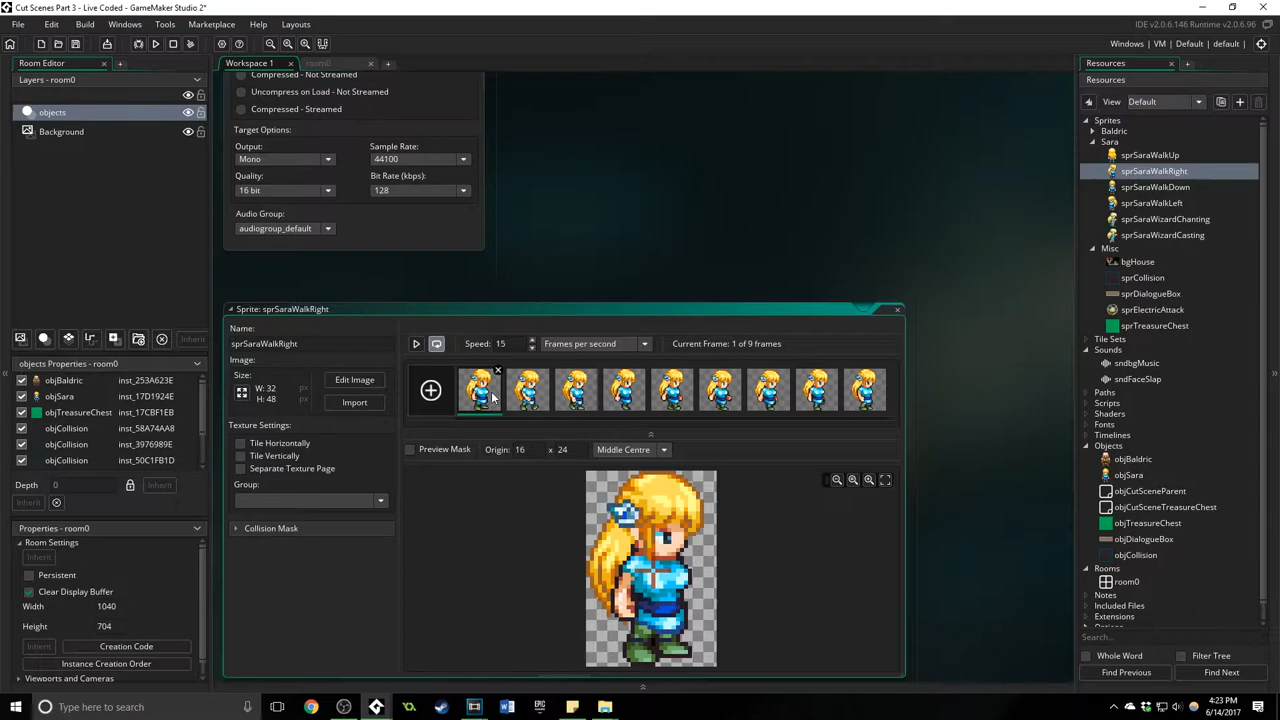 Cut Scenes Part 3 - Live Coded - GameMaker Studio 2*
File Edit Build Windows Tools Marketplace Help Layouts
IDE v2.0.6.146 Runtime v2.0.6.96
Windows | VM | Default | default |
Room Editor
Layers - room0
objects
Background
Inherit
objects Properties - room0
objBaldric inst_253A623E
objSara inst_17D1924E
objTreasureChest inst_17CBF1EB
objCollision inst_58A74AA8
objCollision inst_3976989E
objCollision inst_50C1FB1D
Depth 0 Inherit
Inherit
Properties - room0
Room Settings
Inherit
Persistent
Clear Display Buffer
Width 1040
Height 704
Inherit Creation Code
Instance Creation Order
Viewports and Cameras
Workspace 1
room0
Compressed - Not Streamed
Uncompress on Load - Not Streamed
Compressed - Streamed
Target Options:
Output: Sample Rate:
Mono 44100
Quality: Bit Rate (kbps):
16 bit 128
Audio Group:
audiogroup_default
Sprite: sprSaraWalkRight
Name:
sprSaraWalkRight
Image:
Size:
W: 32 px
H: 48 px
Edit Image
Import
Texture Settings:
Tile Horizontally
Tile Vertically
Separate Texture Page
Group:
Collision Mask
Speed: 15 Frames per second Current Frame: 1 of 9 frames
Preview Mask Origin: 16 x 24 Middle Centre
Resources
Resources
View Default
Sprites
Baldric
Sara
sprSaraWalkUp
sprSaraWalkRight
sprSaraWalkDown
sprSaraWalkLeft
sprSaraWizardChanting
sprSaraWizardCasting
Misc
bgHouse
sprCollision
sprDialogueBox
sprElectricAttack
sprTreasureChest
Tile Sets
Sounds
sndbgMusic
sndFaceSlap
Paths
Scripts
Shaders
Fonts
Timelines
Objects
objBaldric
objSara
objCutSceneParent
objCutSceneTreasureChest
objTreasureChest
objDialogueBox
objCollision
Rooms
room0
Notes
Included Files
Extensions
Options
Search...
Whole Word Filter Tree
Find Previous Find Next
Type here to search
4:23 PM
6/14/2017